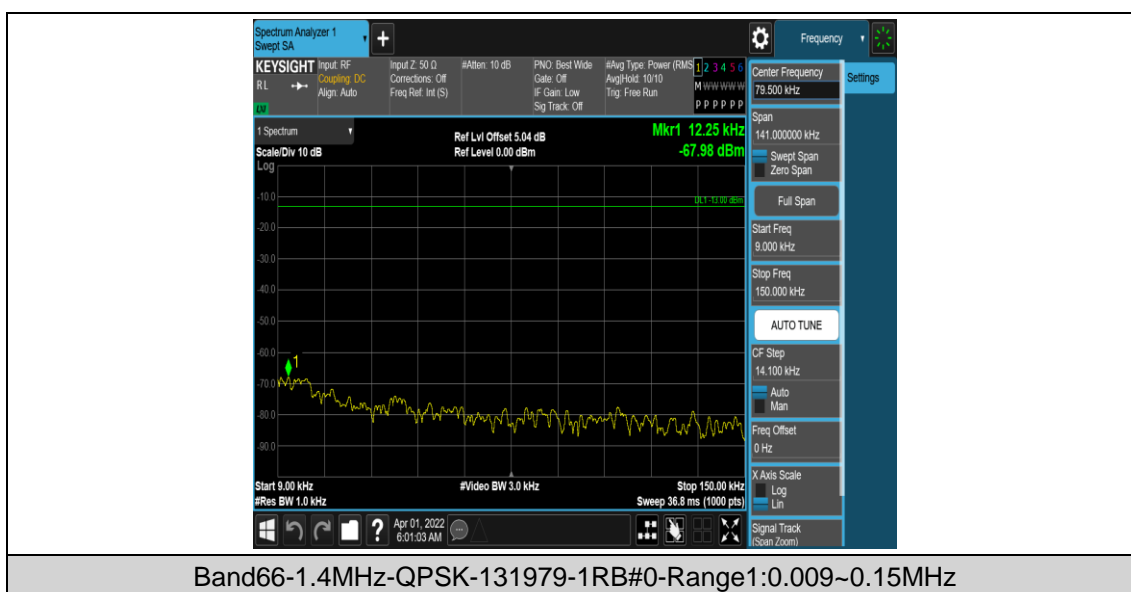 Spectrum Analyzer 1
Swept SA
Frequency
KEYSIGHT
RL
LXI
Input: RF
Coupling: DC
Align: Auto
Input Z: 50 Ω
Corrections: Off
Freq Ref: Int (S)
#Atten: 10 dB
PNO: Best Wide
Gate: Off
IF Gain: Low
Sig Track: Off
#Avg Type: Power (RMS
Avg|Hold: 10/10
Trig: Free Run
1 2 3 4 5 6
M W W W W W
P P P P P P
1 Spectrum
Scale/Div 10 dB
Log
Ref Lvl Offset 5.04 dB
Ref Level 0.00 dBm
Mkr1 12.25 kHz
-67.98 dBm
DL1 -13.00 dBm
-10.0
-20.0
-30.0
-40.0
-50.0
-60.0
-70.0
-80.0
-90.0
1
Start 9.00 kHz
#Res BW 1.0 kHz
#Video BW 3.0 kHz
Stop 150.00 kHz
Sweep 36.8 ms (1000 pts)
?
Apr 01, 2022
6:01:03 AM
Center Frequency
79.500 kHz
Settings
Span
141.000000 kHz
Swept Span
Zero Span
Full Span
Start Freq
9.000 kHz
Stop Freq
150.000 kHz
AUTO TUNE
CF Step
14.100 kHz
Auto
Man
Freq Offset
0 Hz
X Axis Scale
Log
Lin
Signal Track
(Span Zoom)
Band66-1.4MHz-QPSK-131979-1RB#0-Range1:0.009~0.15MHz